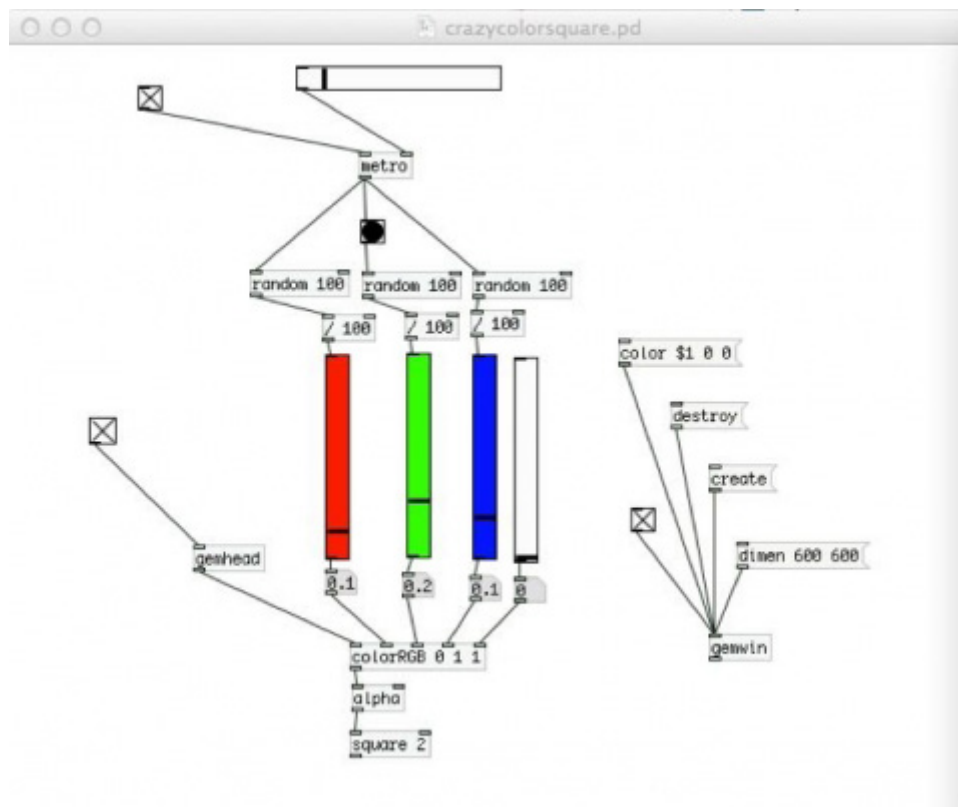 crazycolorsquare.pd
metro
random 100
random 100
random 100
/ 100
/ 100
/ 100
color $1 0 0
destroy
create
dimen 600 600
gemhead
0.1
0.2
0.1
0
colorRGB 0 1 1
gemwin
alpha
square 2